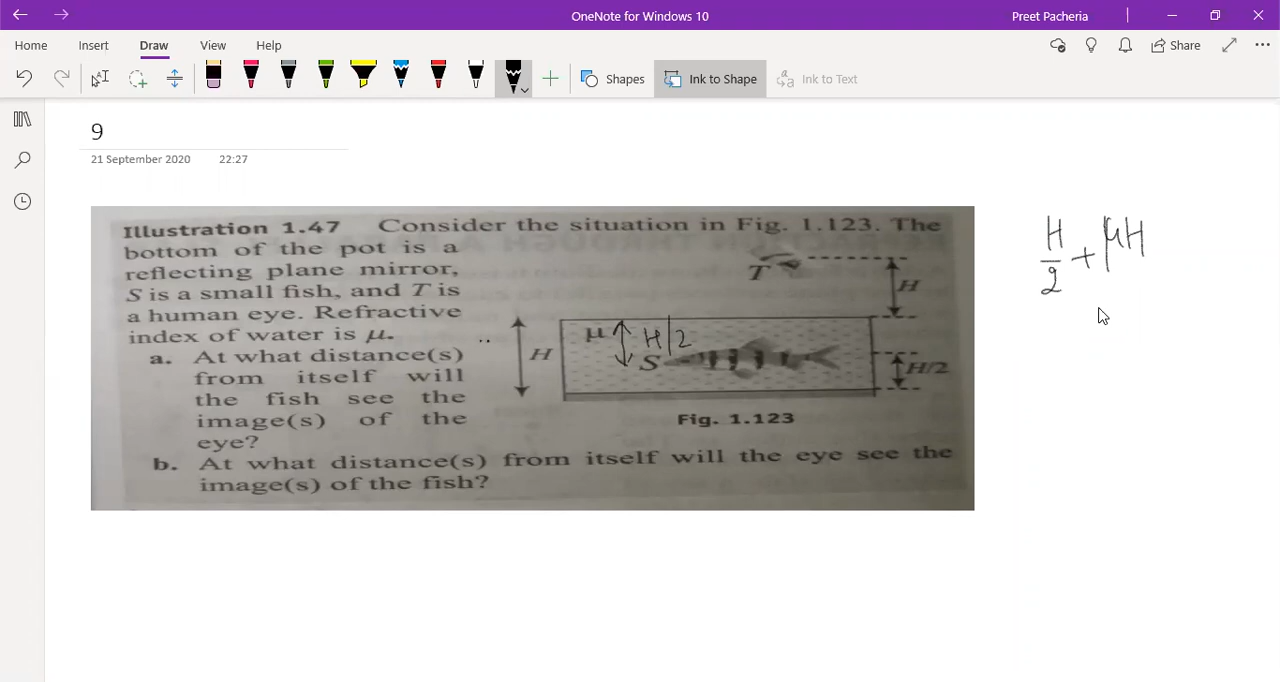 OneNote for Windows 10
Preet Pacheria
Home Insert Draw View Help
Share
Shapes
Ink to Shape
Ink to Text
9
21 September 2020 22:27
Illustration 1.47 Consider the situation in Fig. 1.123. The
bottom of the pot is a
reflecting plane mirror,
S is a small fish, and T is
a human eye. Refractive
index of water is μ.
a. At what distance(s)
from itself will
the fish see the
image(s) of the
eye?
b. At what distance(s) from itself will the eye see the
image(s) of the fish?
T
H
μ H/2
H S
H/2
Fig. 1.123
H/2 + μH